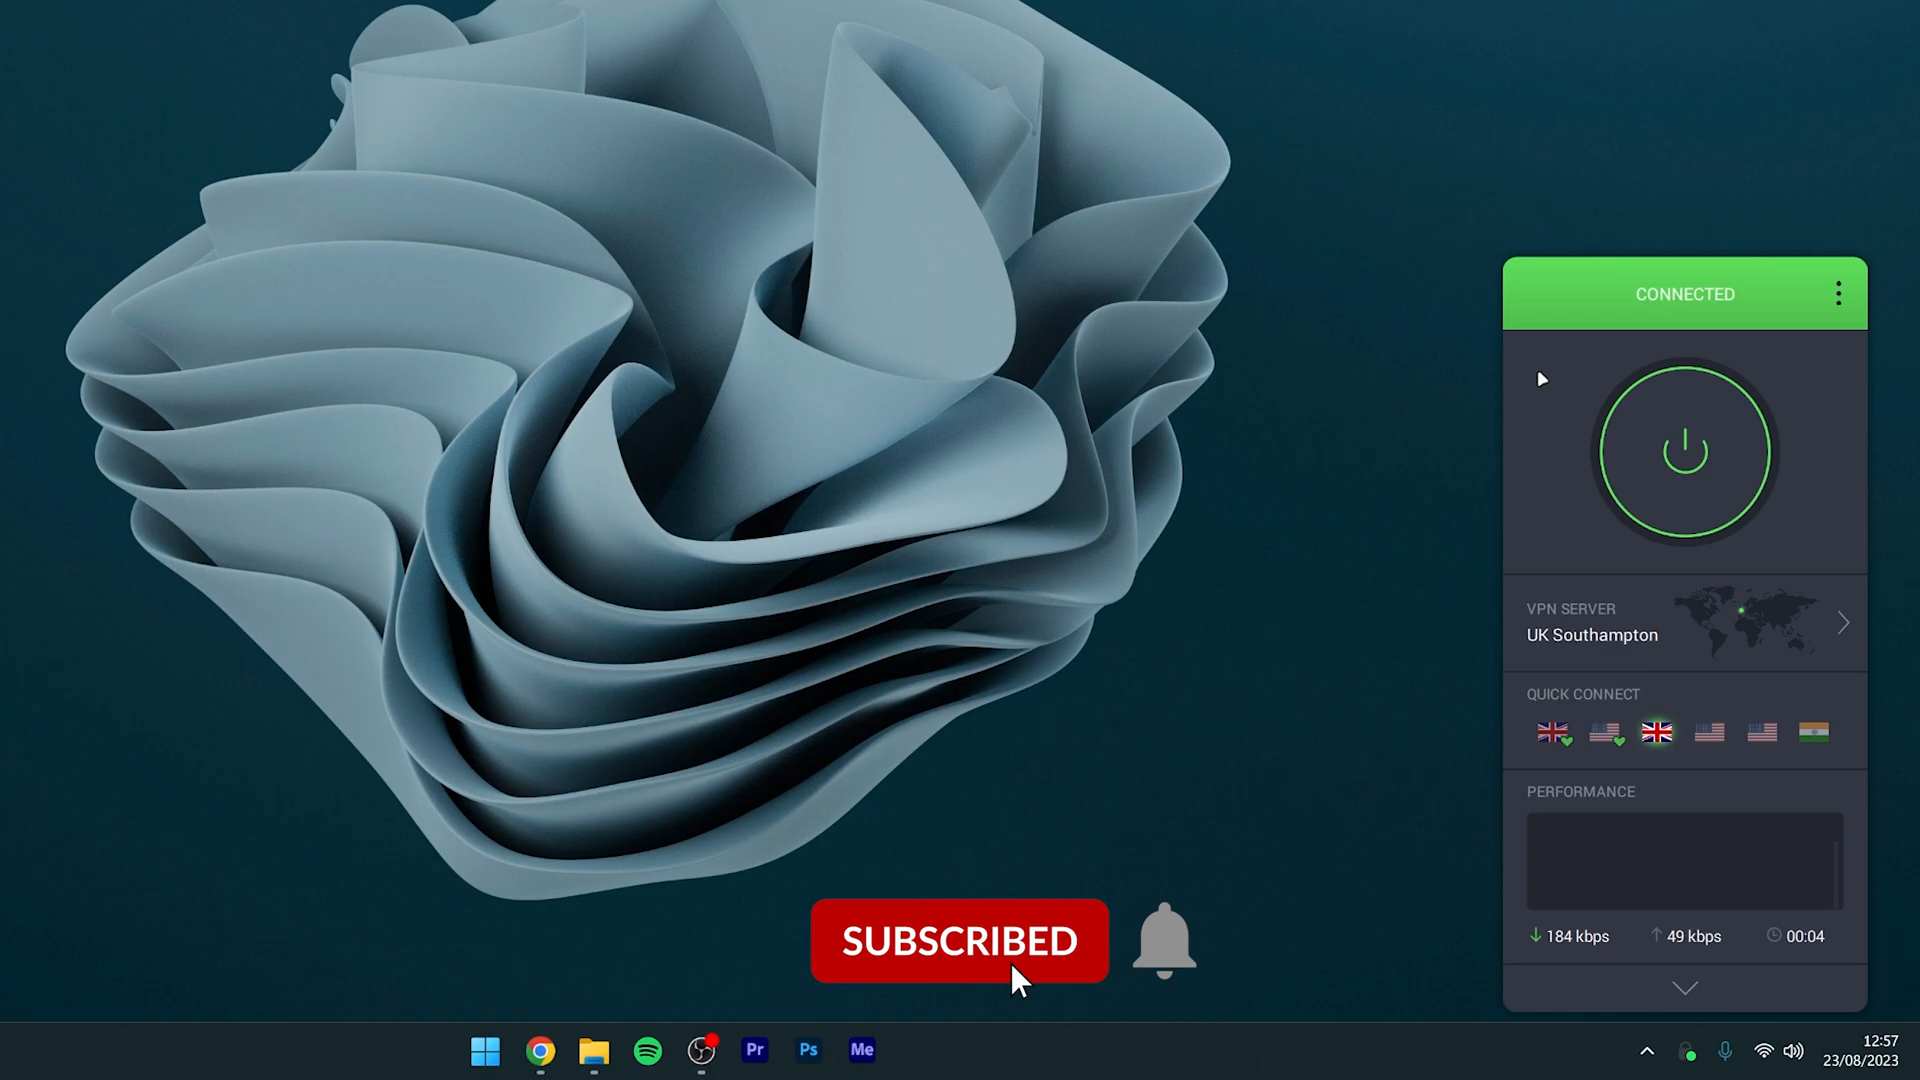 CONNECTED
VPN SERVER
UK Southampton
QUICK CONNECT
PERFORMANCE
184 kbps 49 kbps 00:04
SUBSCRIBED
Pr Ps Me
12:57
23/08/2023